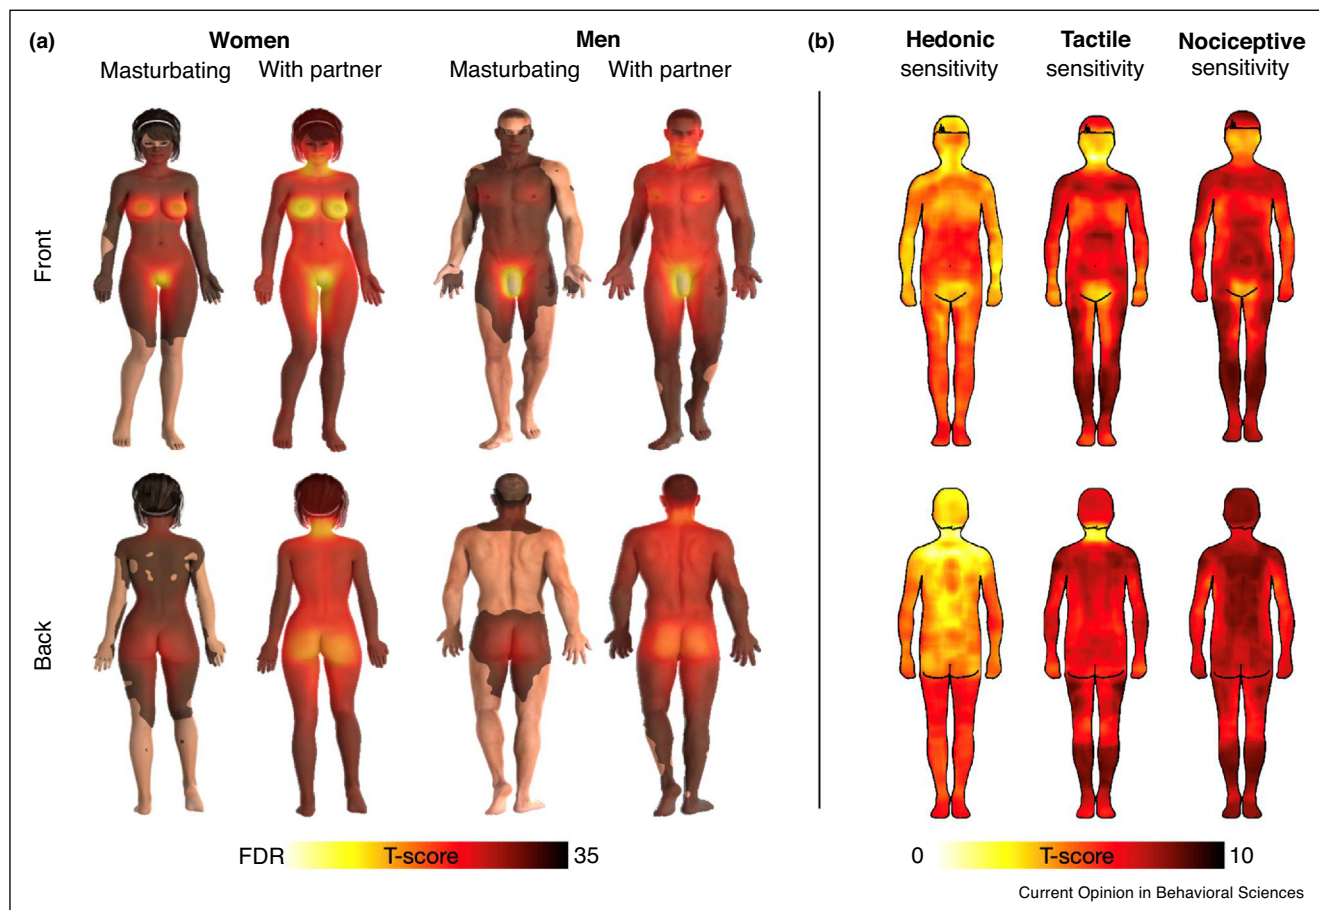 (a)
Women
Men
Masturbating
With partner
Masturbating
With partner
Front
Back
FDR
T-score
35
(b)
Hedonic
sensitivity
Tactile
sensitivity
Nociceptive
sensitivity
0
T-score
10
Current Opinion in Behavioral Sciences